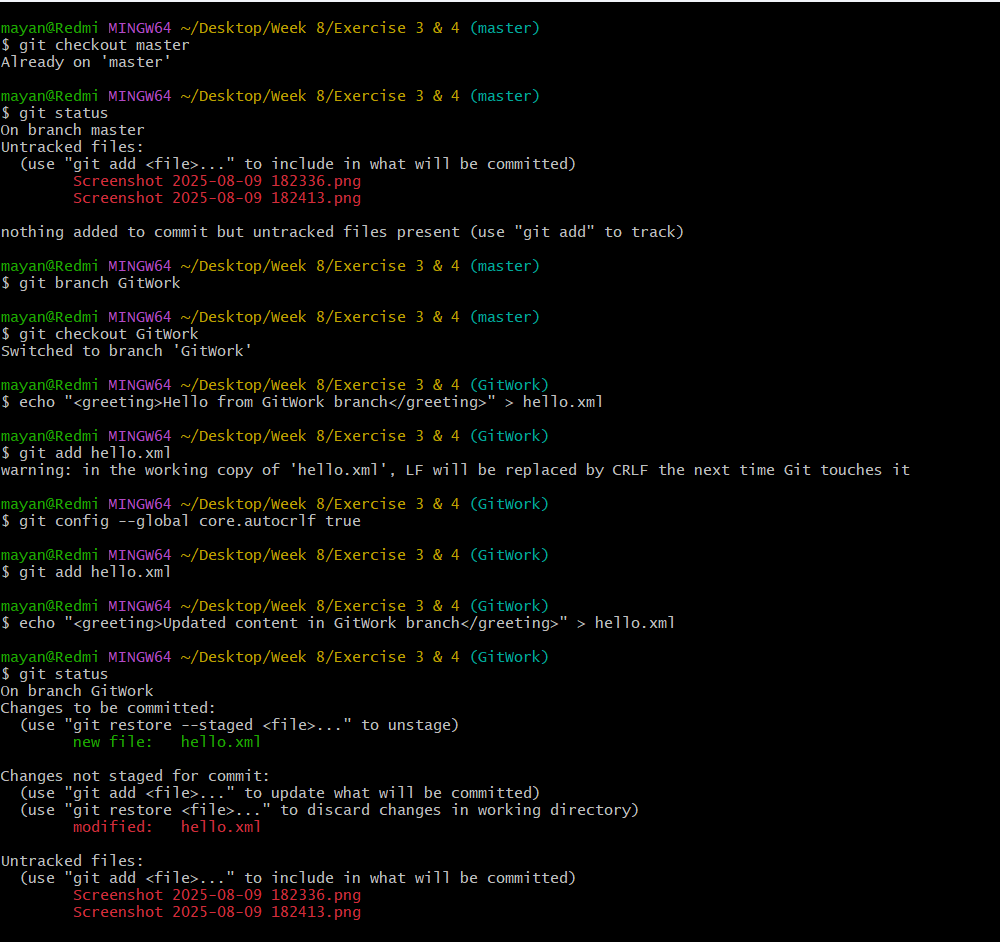 mayan@Redmi MINGW64 ~/Desktop/Week 8/Exercise 3 & 4 (master)
$ git checkout master
Already on 'master'
mayan@Redmi MINGW64 ~/Desktop/Week 8/Exercise 3 & 4 (master)
$ git status
On branch master
Untracked files:
  (use "git add <file>..." to include in what will be committed)
        Screenshot 2025-08-09 182336.png
        Screenshot 2025-08-09 182413.png
nothing added to commit but untracked files present (use "git add" to track)
mayan@Redmi MINGW64 ~/Desktop/Week 8/Exercise 3 & 4 (master)
$ git branch GitWork
mayan@Redmi MINGW64 ~/Desktop/Week 8/Exercise 3 & 4 (master)
$ git checkout GitWork
Switched to branch 'GitWork'
mayan@Redmi MINGW64 ~/Desktop/Week 8/Exercise 3 & 4 (GitWork)
$ echo "<greeting>Hello from GitWork branch</greeting>" > hello.xml
mayan@Redmi MINGW64 ~/Desktop/Week 8/Exercise 3 & 4 (GitWork)
$ git add hello.xml
warning: in the working copy of 'hello.xml', LF will be replaced by CRLF the next time Git touches it
mayan@Redmi MINGW64 ~/Desktop/Week 8/Exercise 3 & 4 (GitWork)
$ git config --global core.autocrlf true
mayan@Redmi MINGW64 ~/Desktop/Week 8/Exercise 3 & 4 (GitWork)
$ git add hello.xml
mayan@Redmi MINGW64 ~/Desktop/Week 8/Exercise 3 & 4 (GitWork)
$ echo "<greeting>Updated content in GitWork branch</greeting>" > hello.xml
mayan@Redmi MINGW64 ~/Desktop/Week 8/Exercise 3 & 4 (GitWork)
$ git status
On branch GitWork
Changes to be committed:
  (use "git restore --staged <file>..." to unstage)
        new file:   hello.xml
Changes not staged for commit:
  (use "git add <file>..." to update what will be committed)
  (use "git restore <file>..." to discard changes in working directory)
        modified:   hello.xml
Untracked files:
  (use "git add <file>..." to include in what will be committed)
        Screenshot 2025-08-09 182336.png
        Screenshot 2025-08-09 182413.png